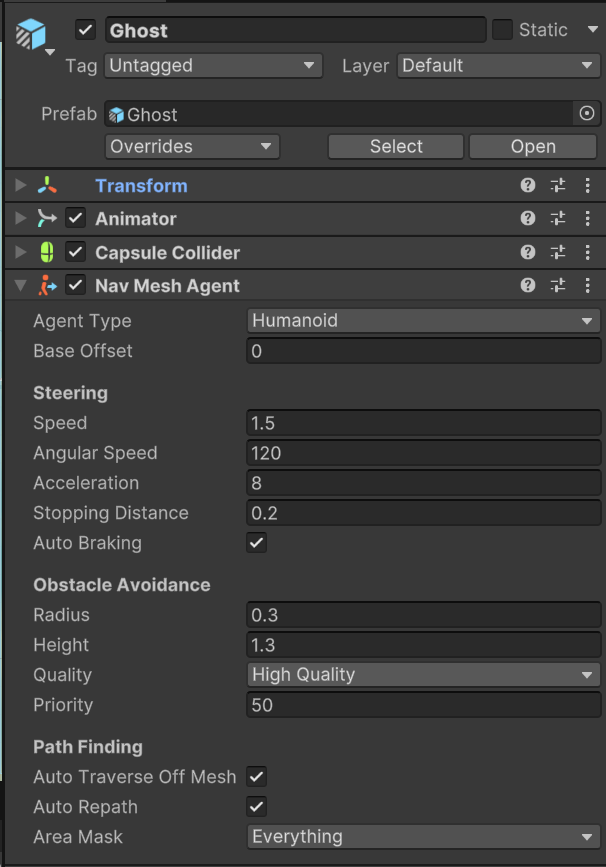 Ghost Static
Tag Untagged Layer Default
Prefab Ghost
Overrides Select Open
Transform
Animator
Capsule Collider
Nav Mesh Agent
Agent Type Humanoid
Base Offset 0
Steering
Speed 1.5
Angular Speed 120
Acceleration 8
Stopping Distance 0.2
Auto Braking
Obstacle Avoidance
Radius 0.3
Height 1.3
Quality High Quality
Priority 50
Path Finding
Auto Traverse Off Mesh
Auto Repath
Area Mask Everything